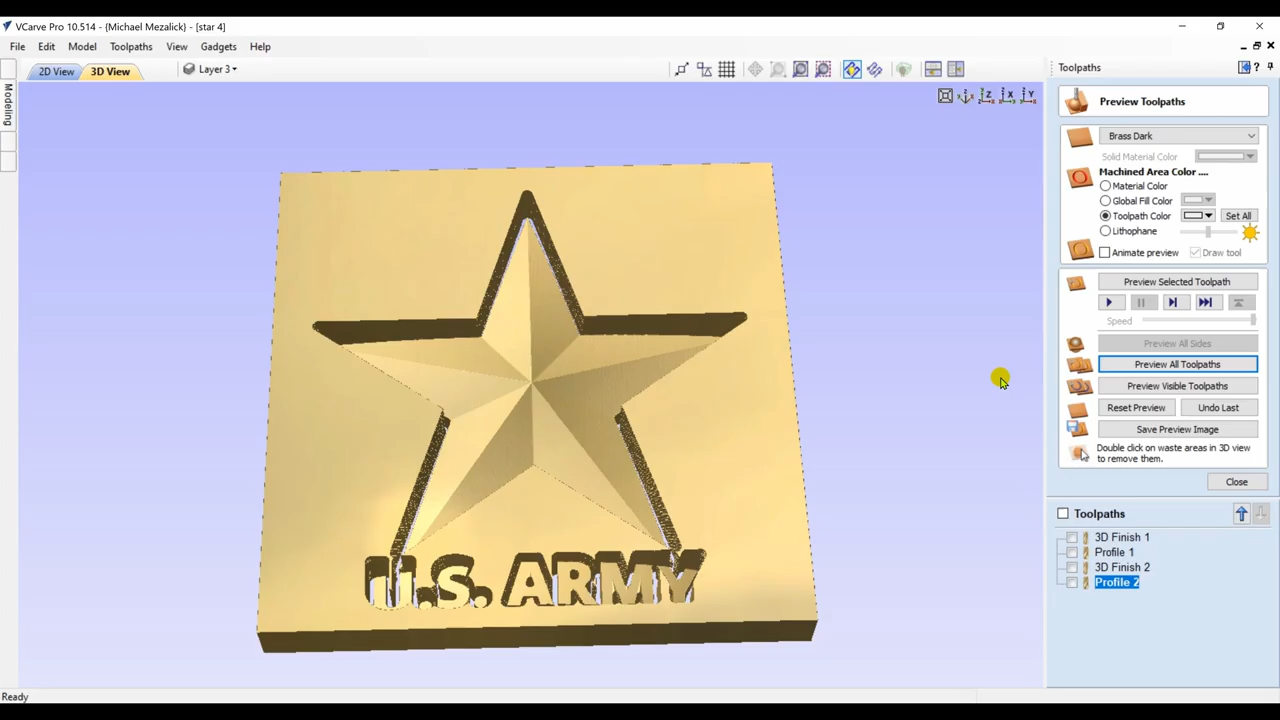 VCarve Pro 10.514 - {Michael Mezalick} - [star 4]
File Edit Model Toolpaths View Gadgets Help
2D View 3D View Layer 3
Toolpaths
Modeling
Preview Toolpaths
Brass Dark
Solid Material Color
Machined Area Color ....
Material Color
Global Fill Color
Toolpath Color Set All
Lithophane
Animate preview Draw tool
Preview Selected Toolpath
Speed
Preview All Sides
Preview All Toolpaths
Preview Visible Toolpaths
Reset Preview Undo Last
Save Preview Image
Double click on waste areas in 3D view
to remove them.
Close
Toolpaths
3D Finish 1
Profile 1
3D Finish 2
Profile 2
U.S. ARMY
Ready